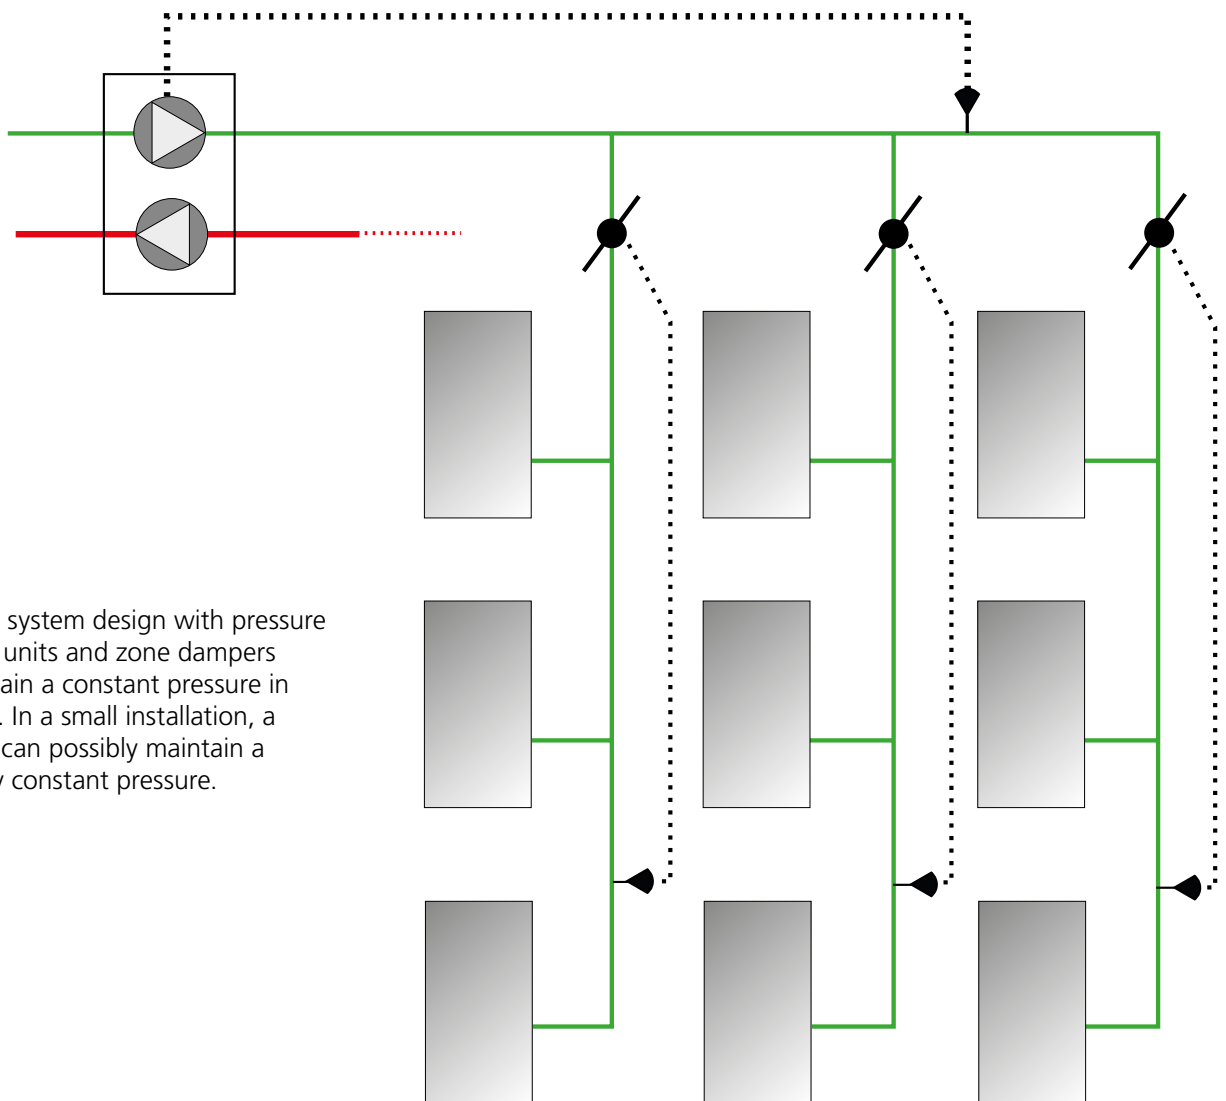 system design with pressure
units and zone dampers
ain a constant pressure in
. In a small installation, a
can possibly maintain a
y constant pressure.